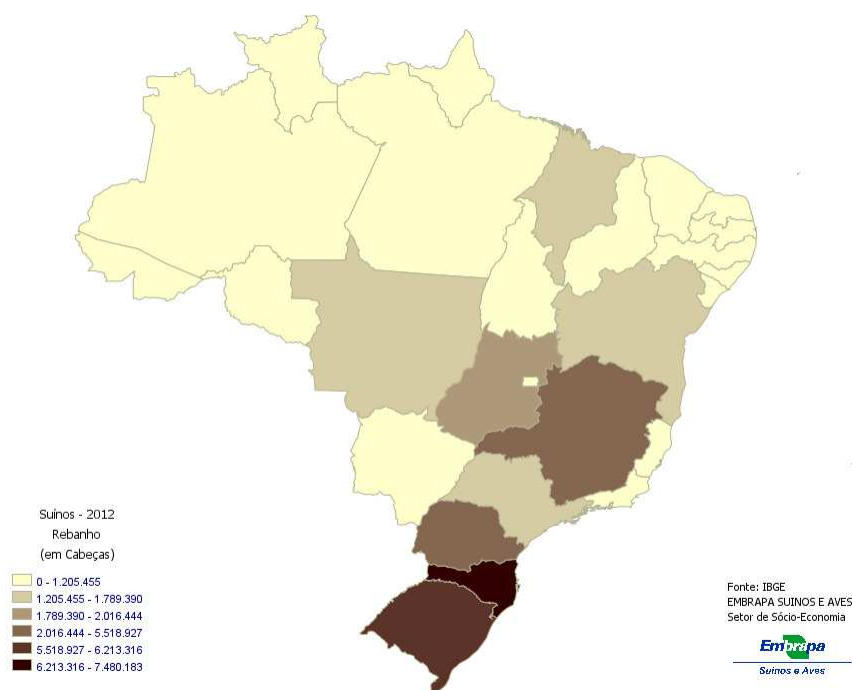 Suínos - 2012
Rebanho
(em Cabeças)
0 - 1.205.455
1.205.455 - 1.789.390
1.789.390 - 2.016.444
2.016.444 - 5.518.927
5.518.927 - 6.213.316
6.213.316 - 7.480.183
Fonte: IBGE
EMBRAPA SUINOS E AVES
Setor de Sócio-Economia
Embrapa
Suínos e Aves